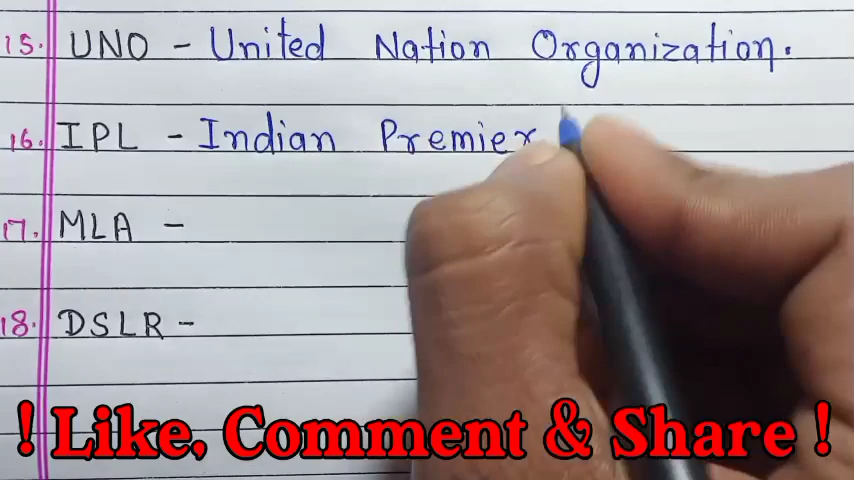 15. UNO - United Nation Organization.
16. IPL - Indian Premier
17. MLA -
18. DSLR -
! Like, Comment & Share !